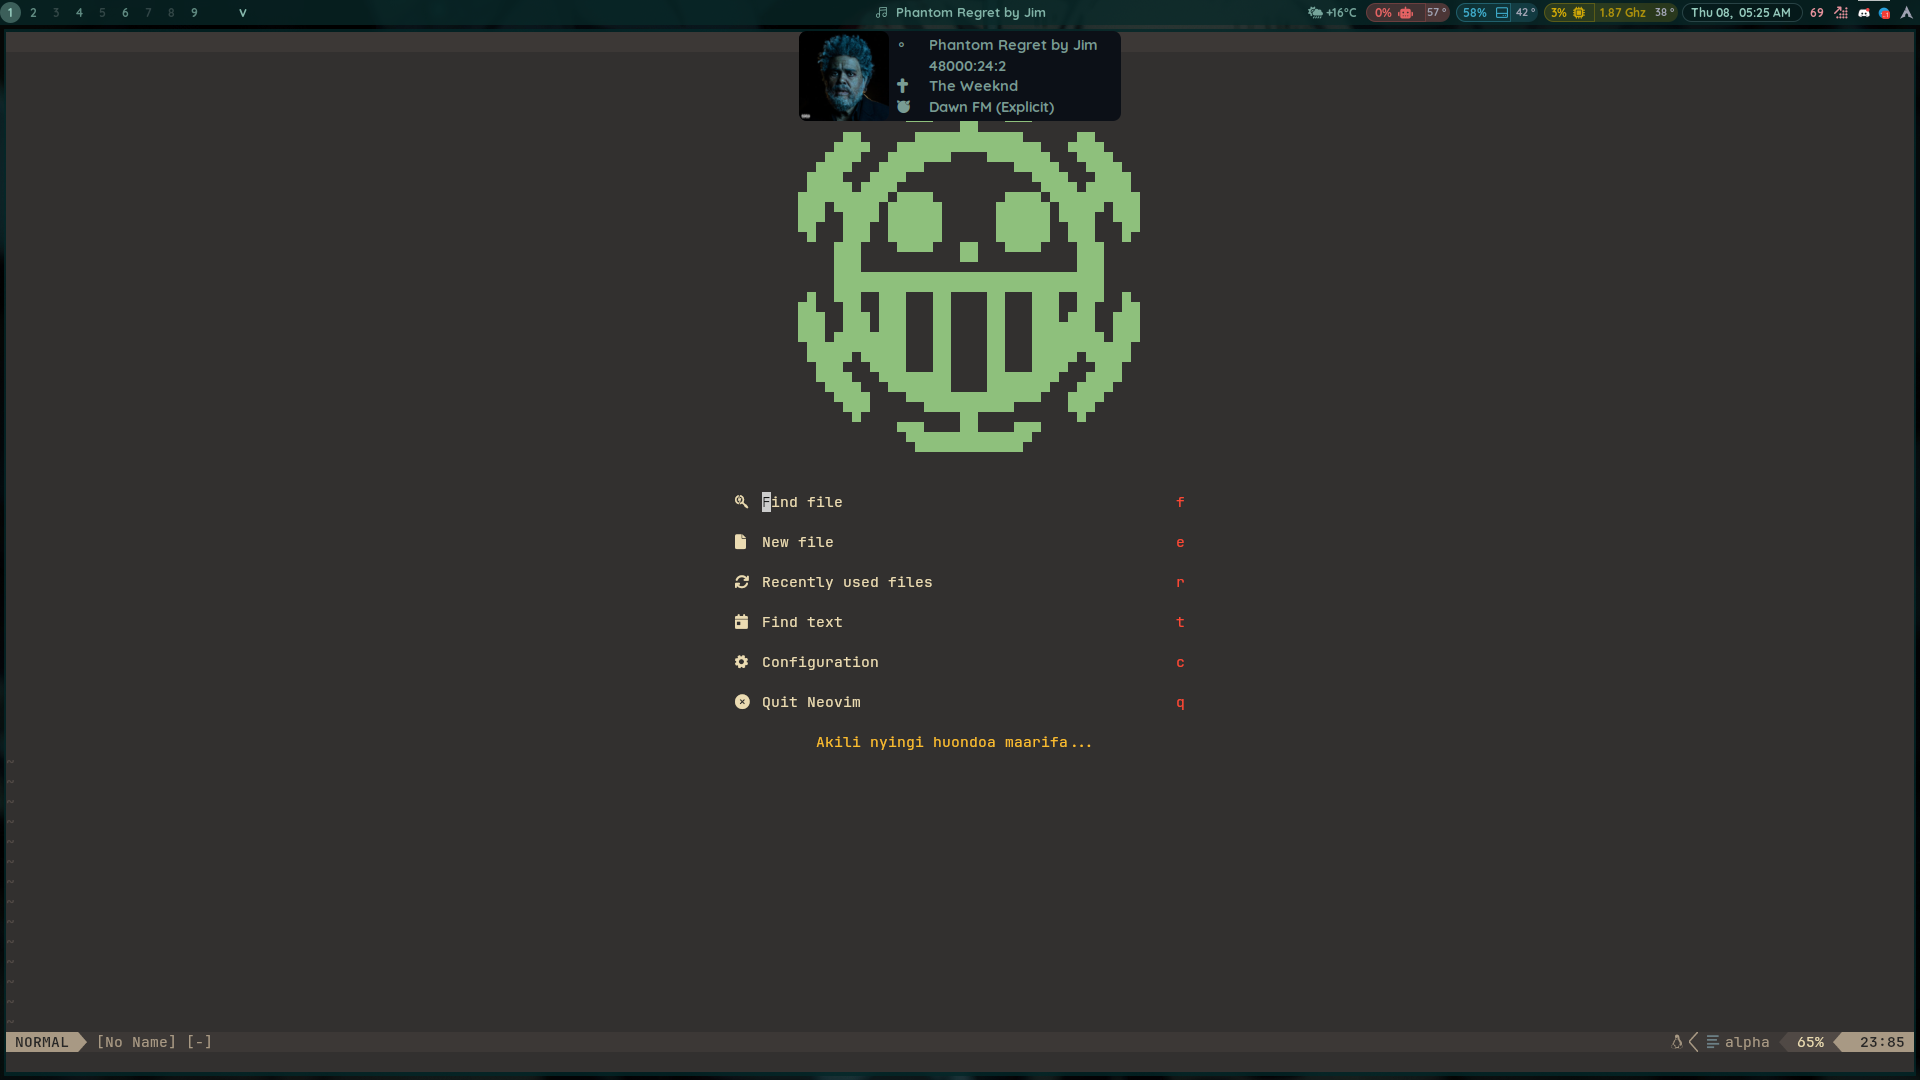 1 2 3 4 5 6 7 8 9 V
Phantom Regret by Jim
+16°C 0% 57° 58% 42° 3% 1.87 Ghz 38° Thu 08, 05:25 AM 69
Phantom Regret by Jim
48000:24:2
The Weeknd
Dawn FM (Explicit)
Find file f
New file e
Recently used files r
Find text t
Configuration c
Quit Neovim q
Akili nyingi huondoa maarifa...
~
~
~
~
~
~
~
~
~
~
~
~
~
~
NORMAL [No Name] [-]
alpha 65% 23:85